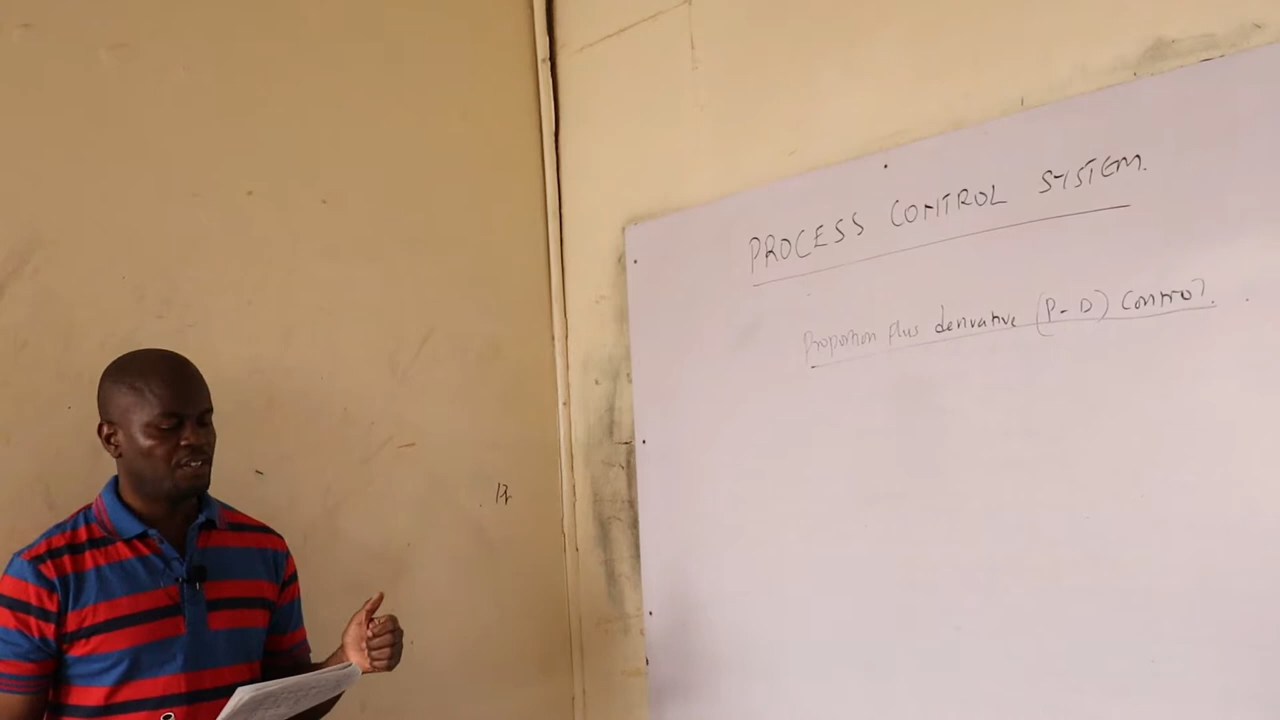 PROCESS CONTROL SYSTEM.
Proportion plus derivative (P-D) Control.